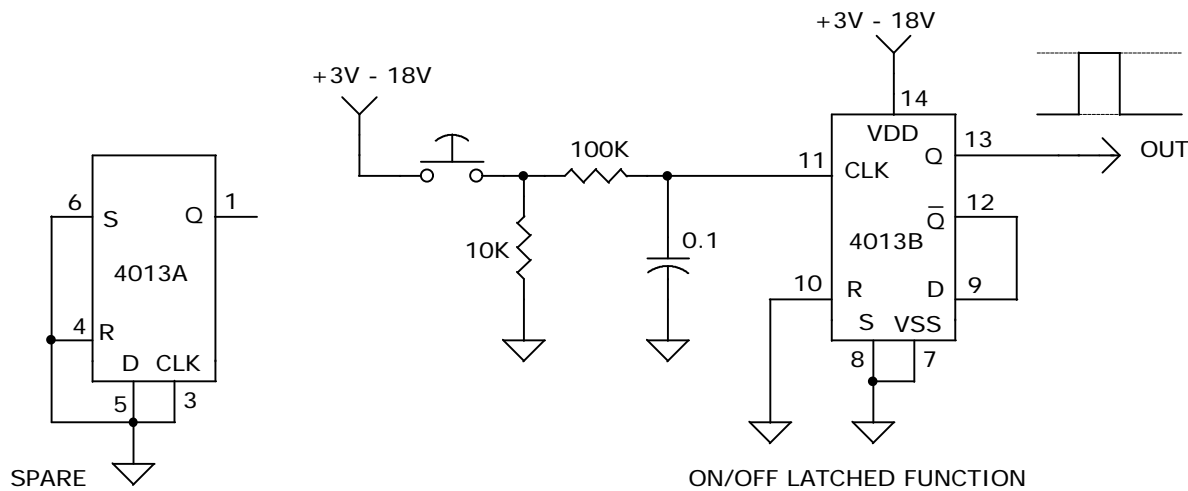 +3V - 18V
+3V - 18V
14
VDD
13
100K
11
CLK
Q
OUT
6
S
Q
1
Q
12
10K
0.1
4013B
4013A
10
R
D
9
4
R
S
VSS
8
7
D
CLK
5
3
SPARE
ON/OFF LATCHED FUNCTION